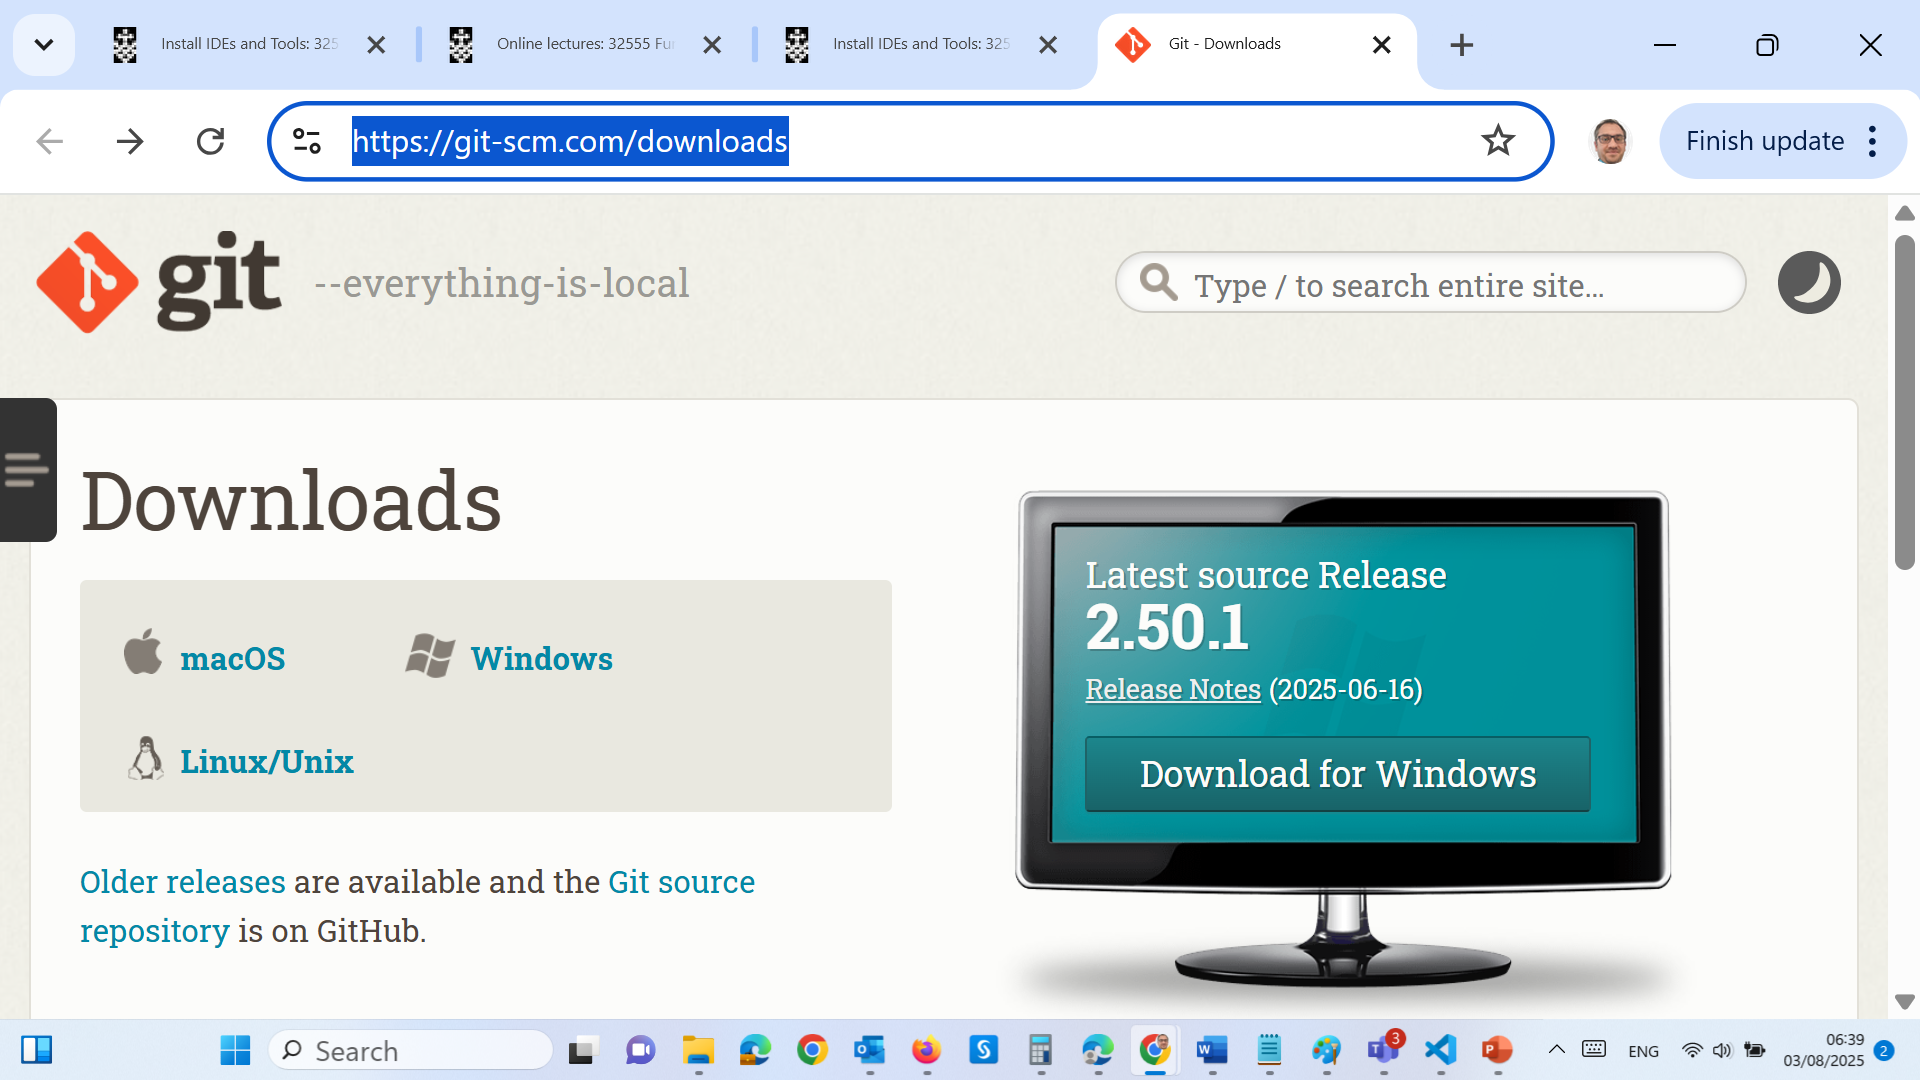 Install IDEs and Tools: 325
Online lectures: 32555 Fu
Install IDEs and Tools: 325
Git - Downloads
https://git-scm.com/downloads
Finish update
git --everything-is-local
Type / to search entire site...
Downloads
macOS
Windows
Linux/Unix
Older releases are available and the Git source
repository is on GitHub.
Latest source Release
2.50.1
Release Notes (2025-06-16)
Download for Windows
Search
3
ENG
06:39
03/08/2025
2